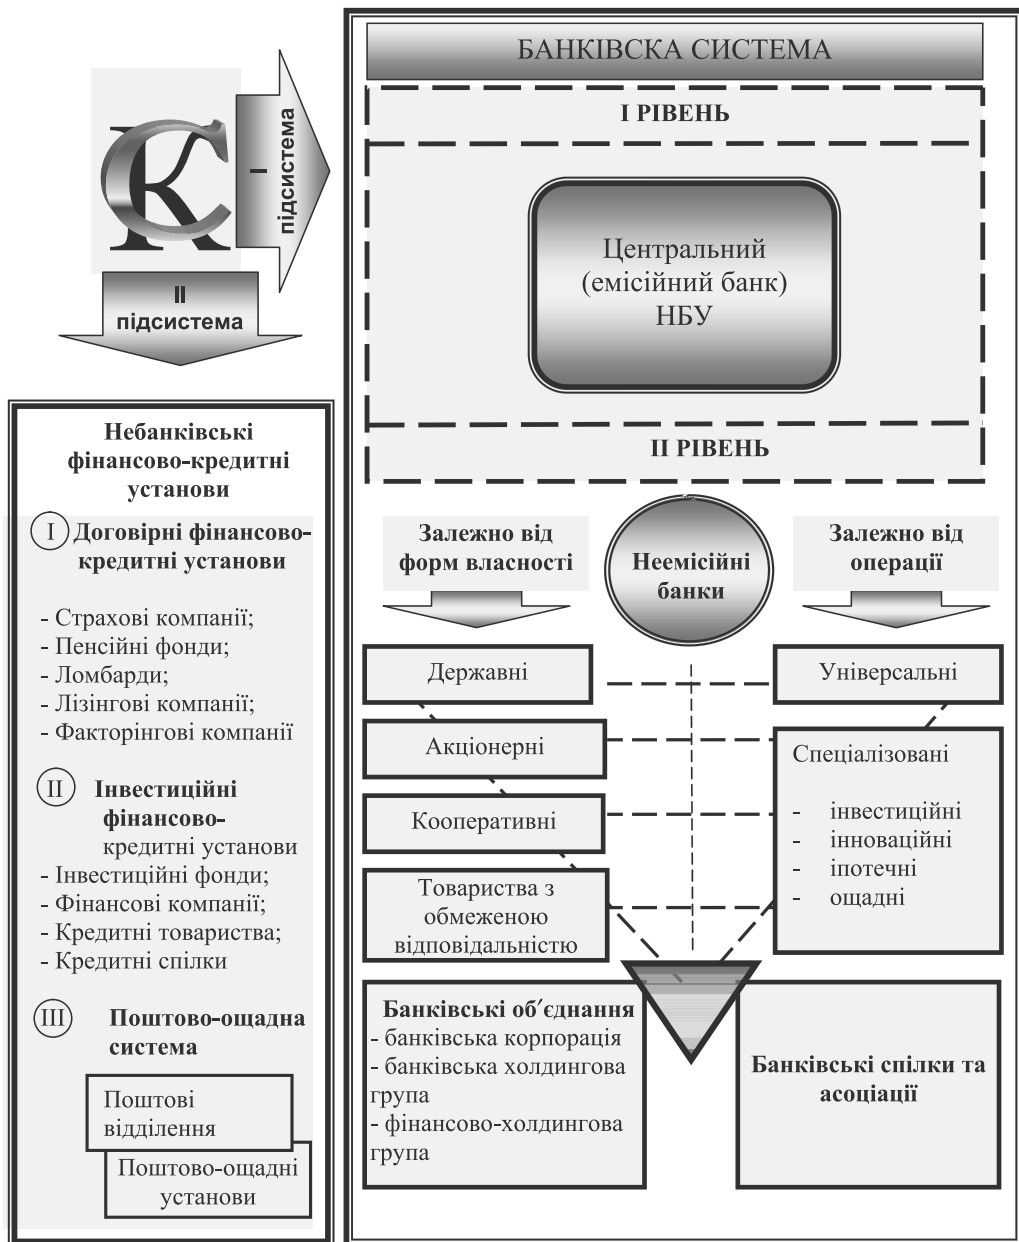 БАНКІВСКА СИСТЕМА
КС
І підсистема
ІІ
підсистема
І РІВЕНЬ
Центральний
(емісійний банк)
НБУ
ІІ РІВЕНЬ
Залежно від
форм власності
Неемісійні
банки
Залежно від
операції
Державні
Акціонерні
Кооперативні
Товариства з
обмеженою
відповідальністю
Універсальні
Спеціалізовані
- інвестиційні
- інноваційні
- іпотечні
- ощадні
Банківські об′єднання
- банківська корпорація
- банківська холдингова
група
- фінансово-холдингова
група
Банківські спілки та
асоціації
Небанківські
фінансово-кредитні
установи
І Договірні фінансово-
кредитні установи
- Страхові компанії;
- Пенсійні фонди;
- Ломбарди;
- Лізингові компанії;
- Факторінгові компанії
ІІ Інвестиційні
фінансово-
кредитні установи
- Інвестиційні фонди;
- Фінансові компанії;
- Кредитні товариства;
- Кредитні спілки
ІІІ Поштово-ощадна
система
Поштові
відділення
Поштово-ощадні
установи